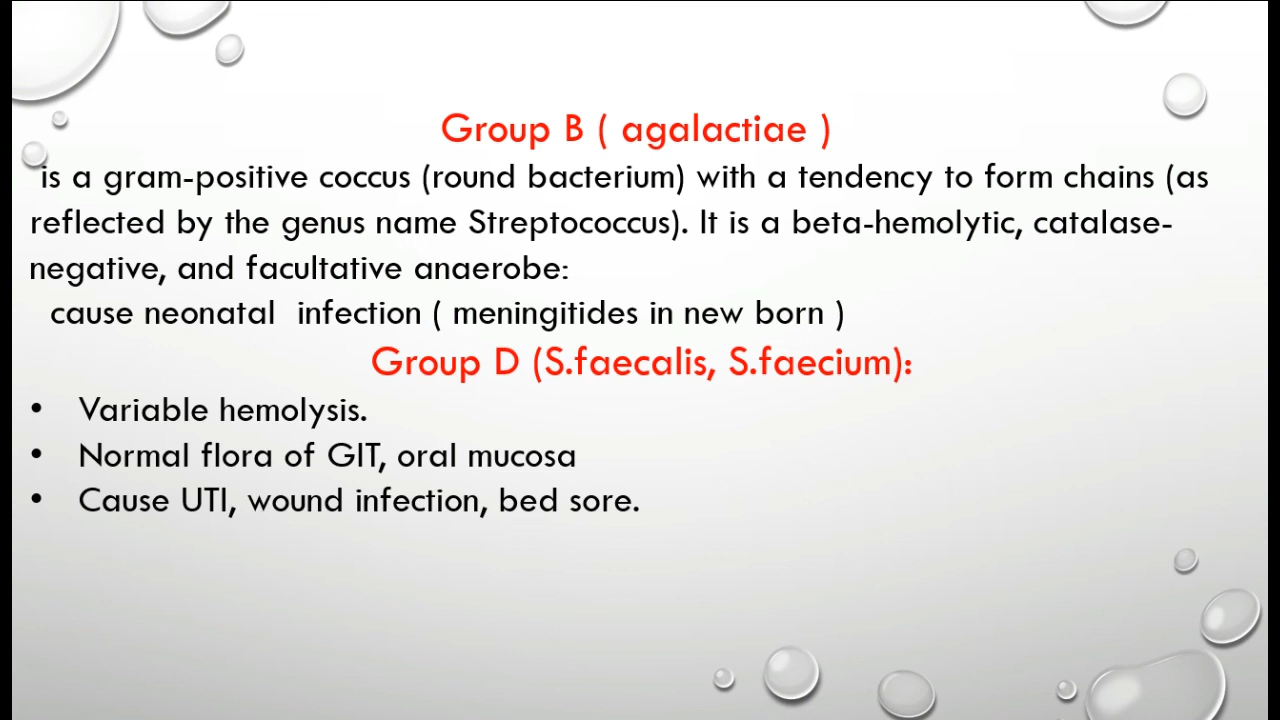 Group B ( agalactiae )
is a gram-positive coccus (round bacterium) with a tendency to form chains (as
reflected by the genus name Streptococcus). It is a beta-hemolytic, catalase-
negative, and facultative anaerobe:
cause neonatal  infection ( meningitides in new born )
Group D (S.faecalis, S.faecium):
• Variable hemolysis.
• Normal flora of GIT, oral mucosa
• Cause UTI, wound infection, bed sore.